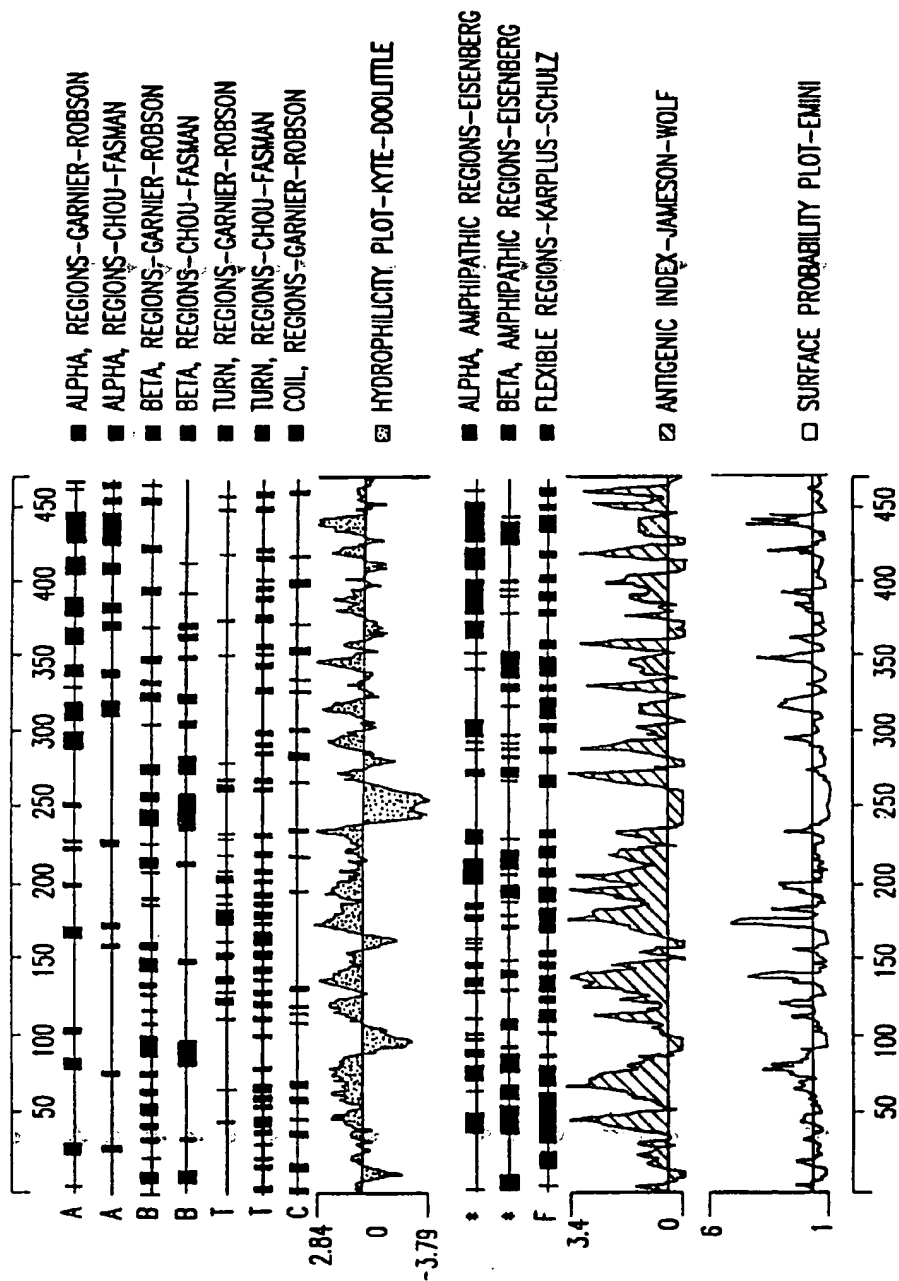 50 100 150 200 250 300 350 400 450
A ALPHA, REGIONS-GARNIER-ROBSON
A ALPHA, REGIONS-CHOU-FASMAN
B BETA, REGIONS-GARNIER-ROBSON
B BETA, REGIONS-CHOU-FASMAN
T TURN, REGIONS-GARNIER-ROBSON
T TURN, REGIONS-CHOU-FASMAN
C COIL, REGIONS-GARNIER-ROBSON
2.84
0 HYDROPHILICITY PLOT-KYTE-DOOLITTLE
-3.79
* ALPHA, AMPHIPATHIC REGIONS-EISENBERG
* BETA, AMPHIPATHIC REGIONS-EISENBERG
F FLEXIBLE REGIONS-KARPLUS-SCHULZ
3.4
ANTIGENIC INDEX-JAMESON-WOLF
0
6
SURFACE PROBABILITY PLOT-EMINI
1
50 100 150 200 250 300 350 400 450